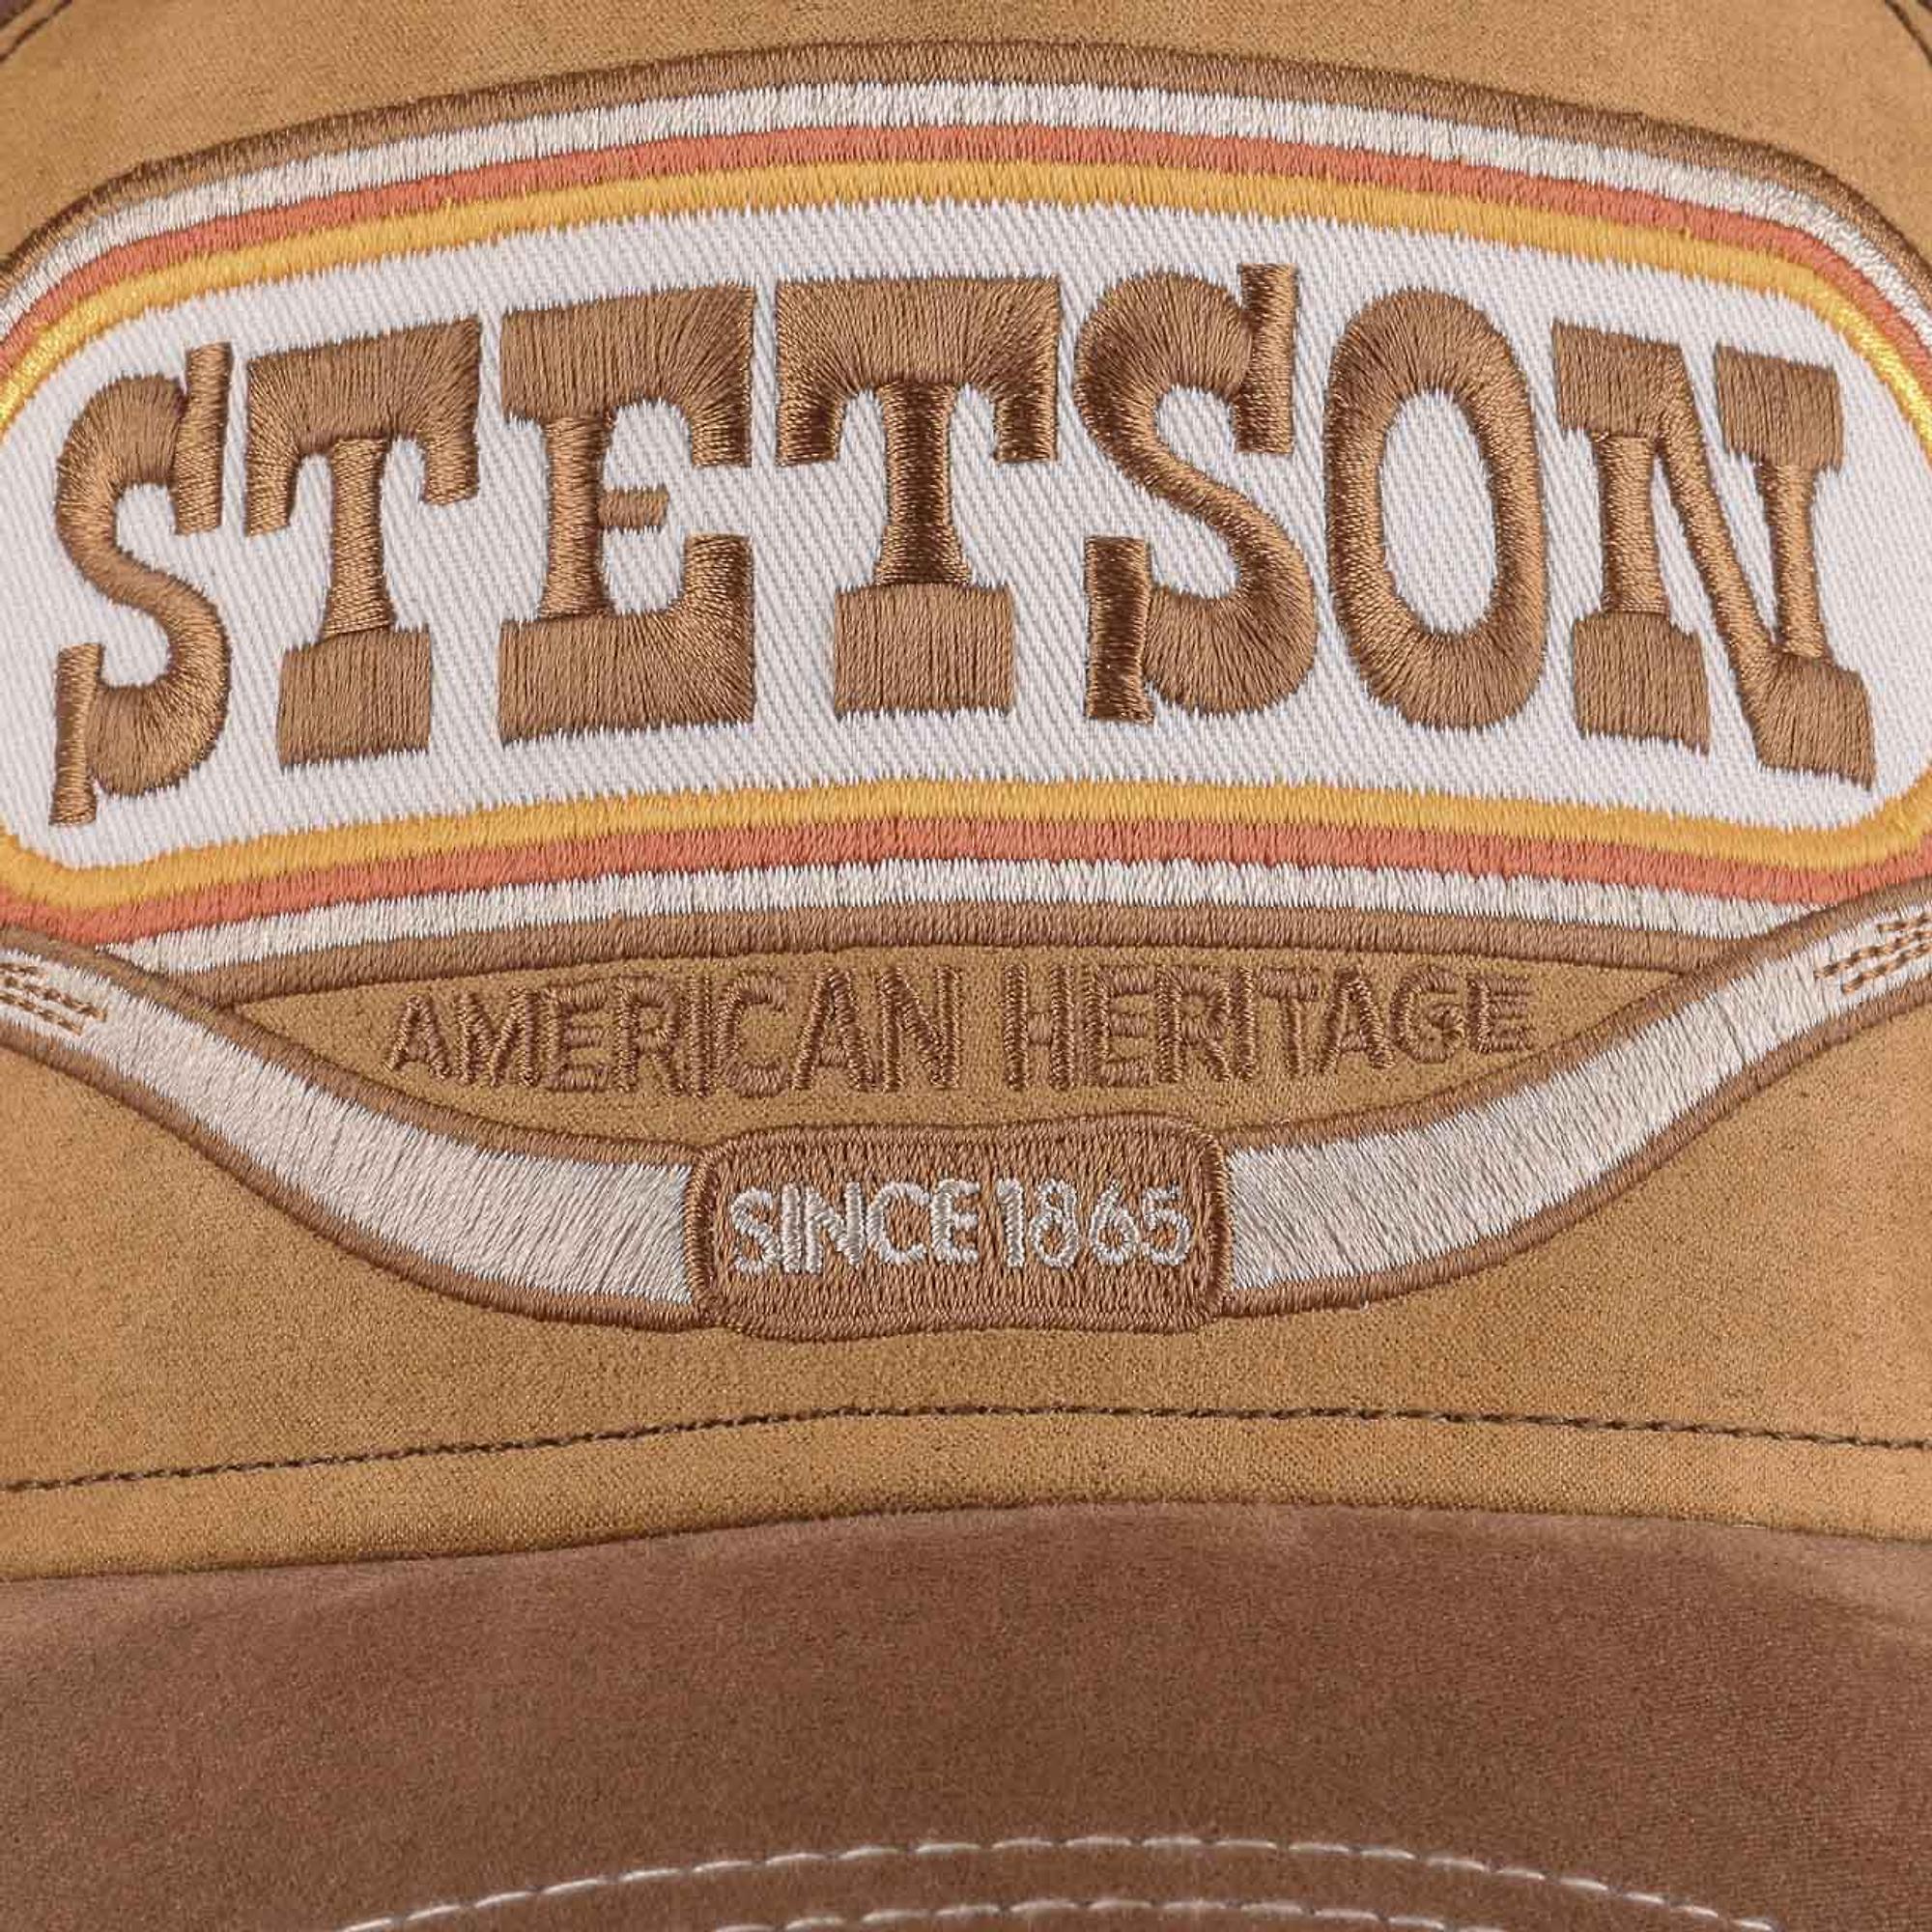 STETSON
AMERICAN HERITAGE
SINCE 1865